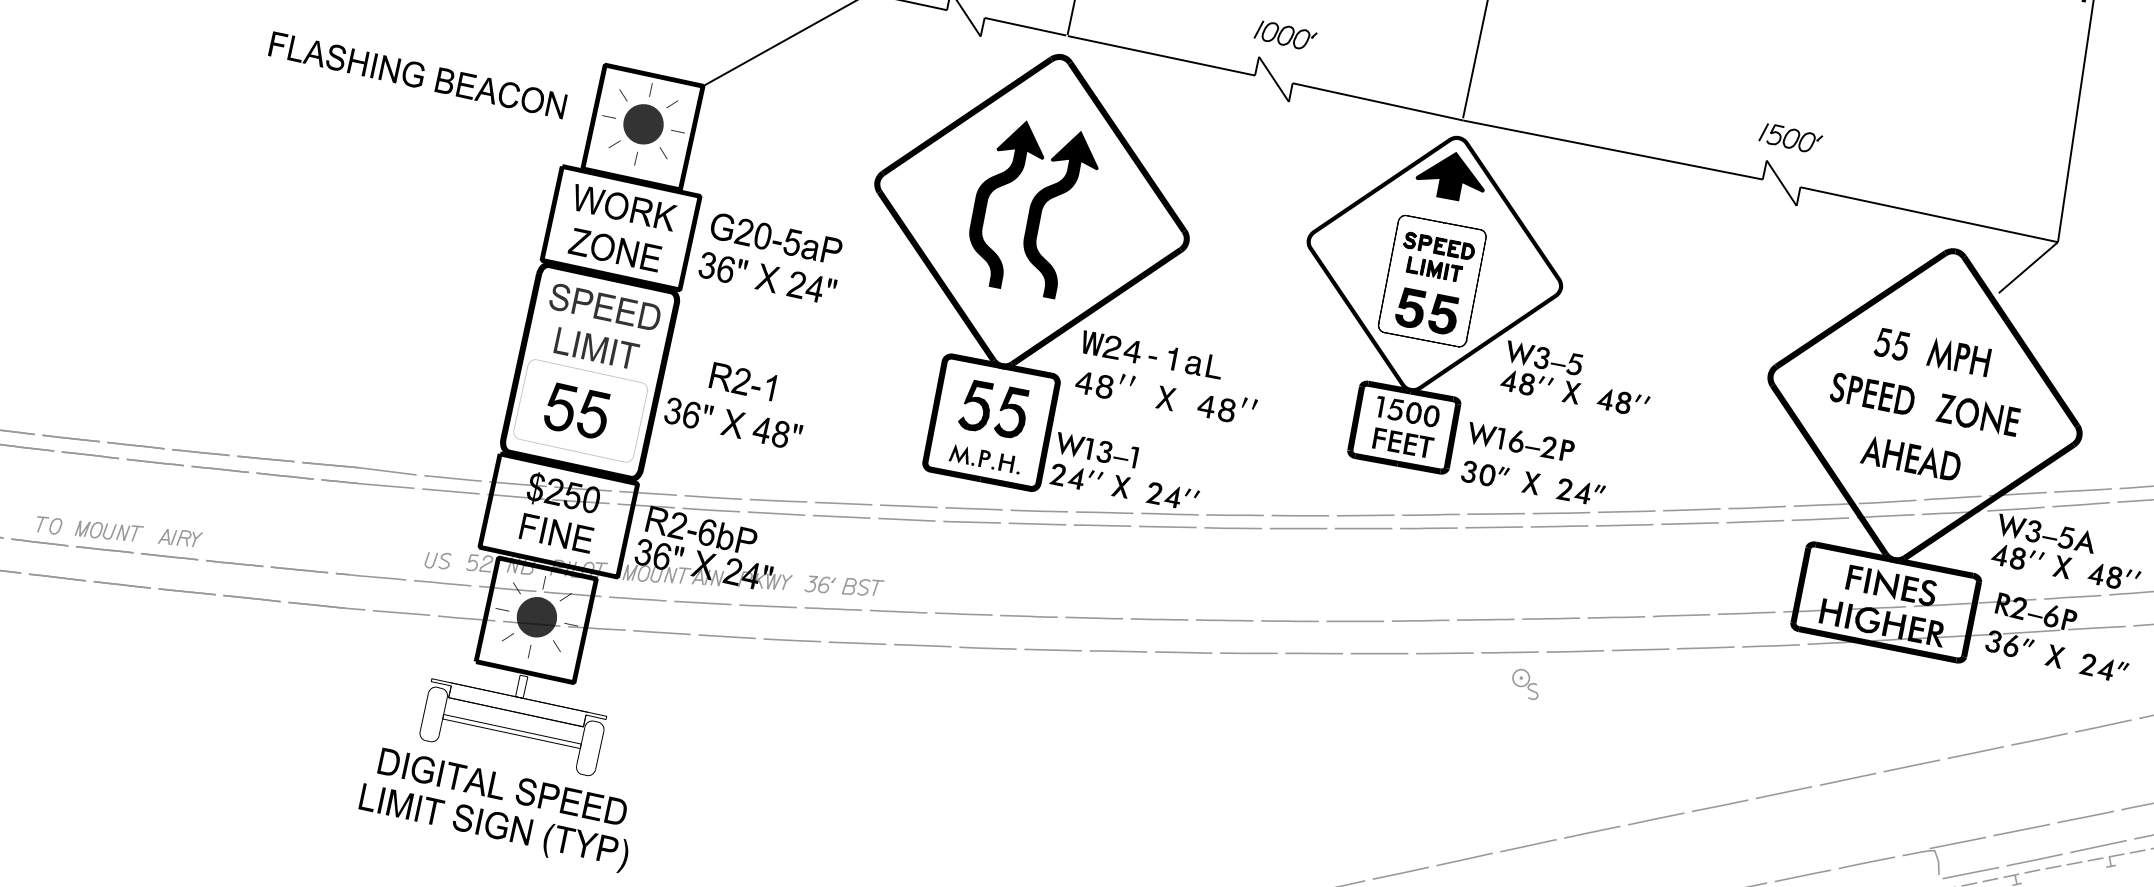 FLASHING BEACON
WORK
ZONE
G20-5aP
36" X 24"
SPEED
LIMIT
55
R2-1
36" X 48"
$250
FINE
R2-6bP
36" X 24"
DIGITAL SPEED
LIMIT SIGN (TYP)
1000'
W24-1aL
48'' X 48''
55
M.P.H.
W13-1
24'' X 24''
1500'
SPEED
LIMIT
55
W3-5
48'' X 48''
1500
FEET
W16-2P
30" X 24"
55 MPH
SPEED ZONE
AHEAD
W3-5A
48'' X 48''
FINES
HIGHER
R2-6P
36" X 24"
TO MOUNT AIRY
US 52 NB PILOT MOUNTAIN PKWY 36' BST
S